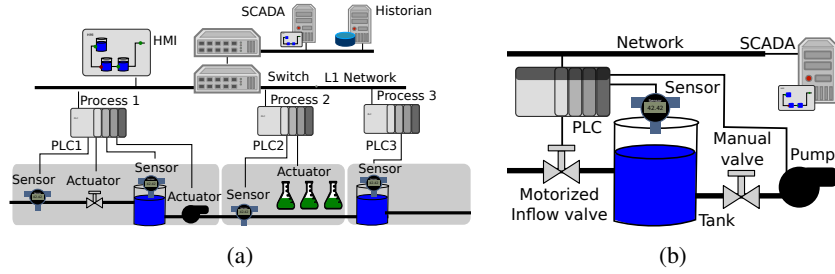 SCADA
Historian
HMI
Switch
L1 Network
Process 1
Process 2
Process 3
PLC1
PLC2
PLC3
Sensor
Actuator
Sensor
Actuator
Sensor
Actuator
Sensor
(a)
Network
SCADA
Sensor
42.42
PLC
Manual
valve
Pump
Motorized
Inflow valve
Tank
(b)